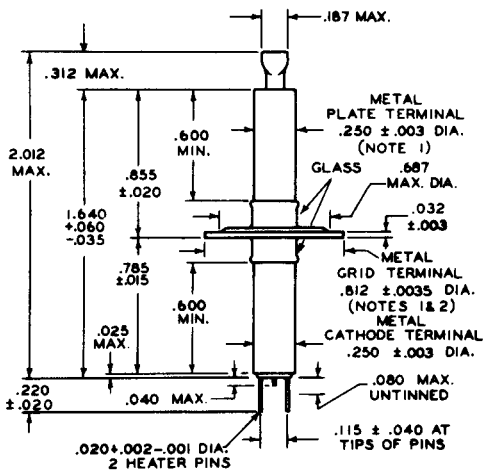 .187 MAX.
.312 MAX.
2.012
MAX.
1.640
+.060
-.035
.855
±.020
.600
MIN.
METAL
PLATE TERMINAL
.250 ±.003 DIA.
(NOTE 1)
GLASS
.687
MAX. DIA.
.032
±.003
.785
±.015
.600
MIN.
METAL
GRID TERMINAL
.812 ±.0035 DIA.
(NOTES 1&2)
METAL
CATHODE TERMINAL
.250 ±.003 DIA.
.025
MAX.
.220
±.020
.040 MAX.
.080 MAX.
UNTINNED
.020+.002-.001 DIA.
2 HEATER PINS
.115 ± .040 AT
TIPS OF PINS